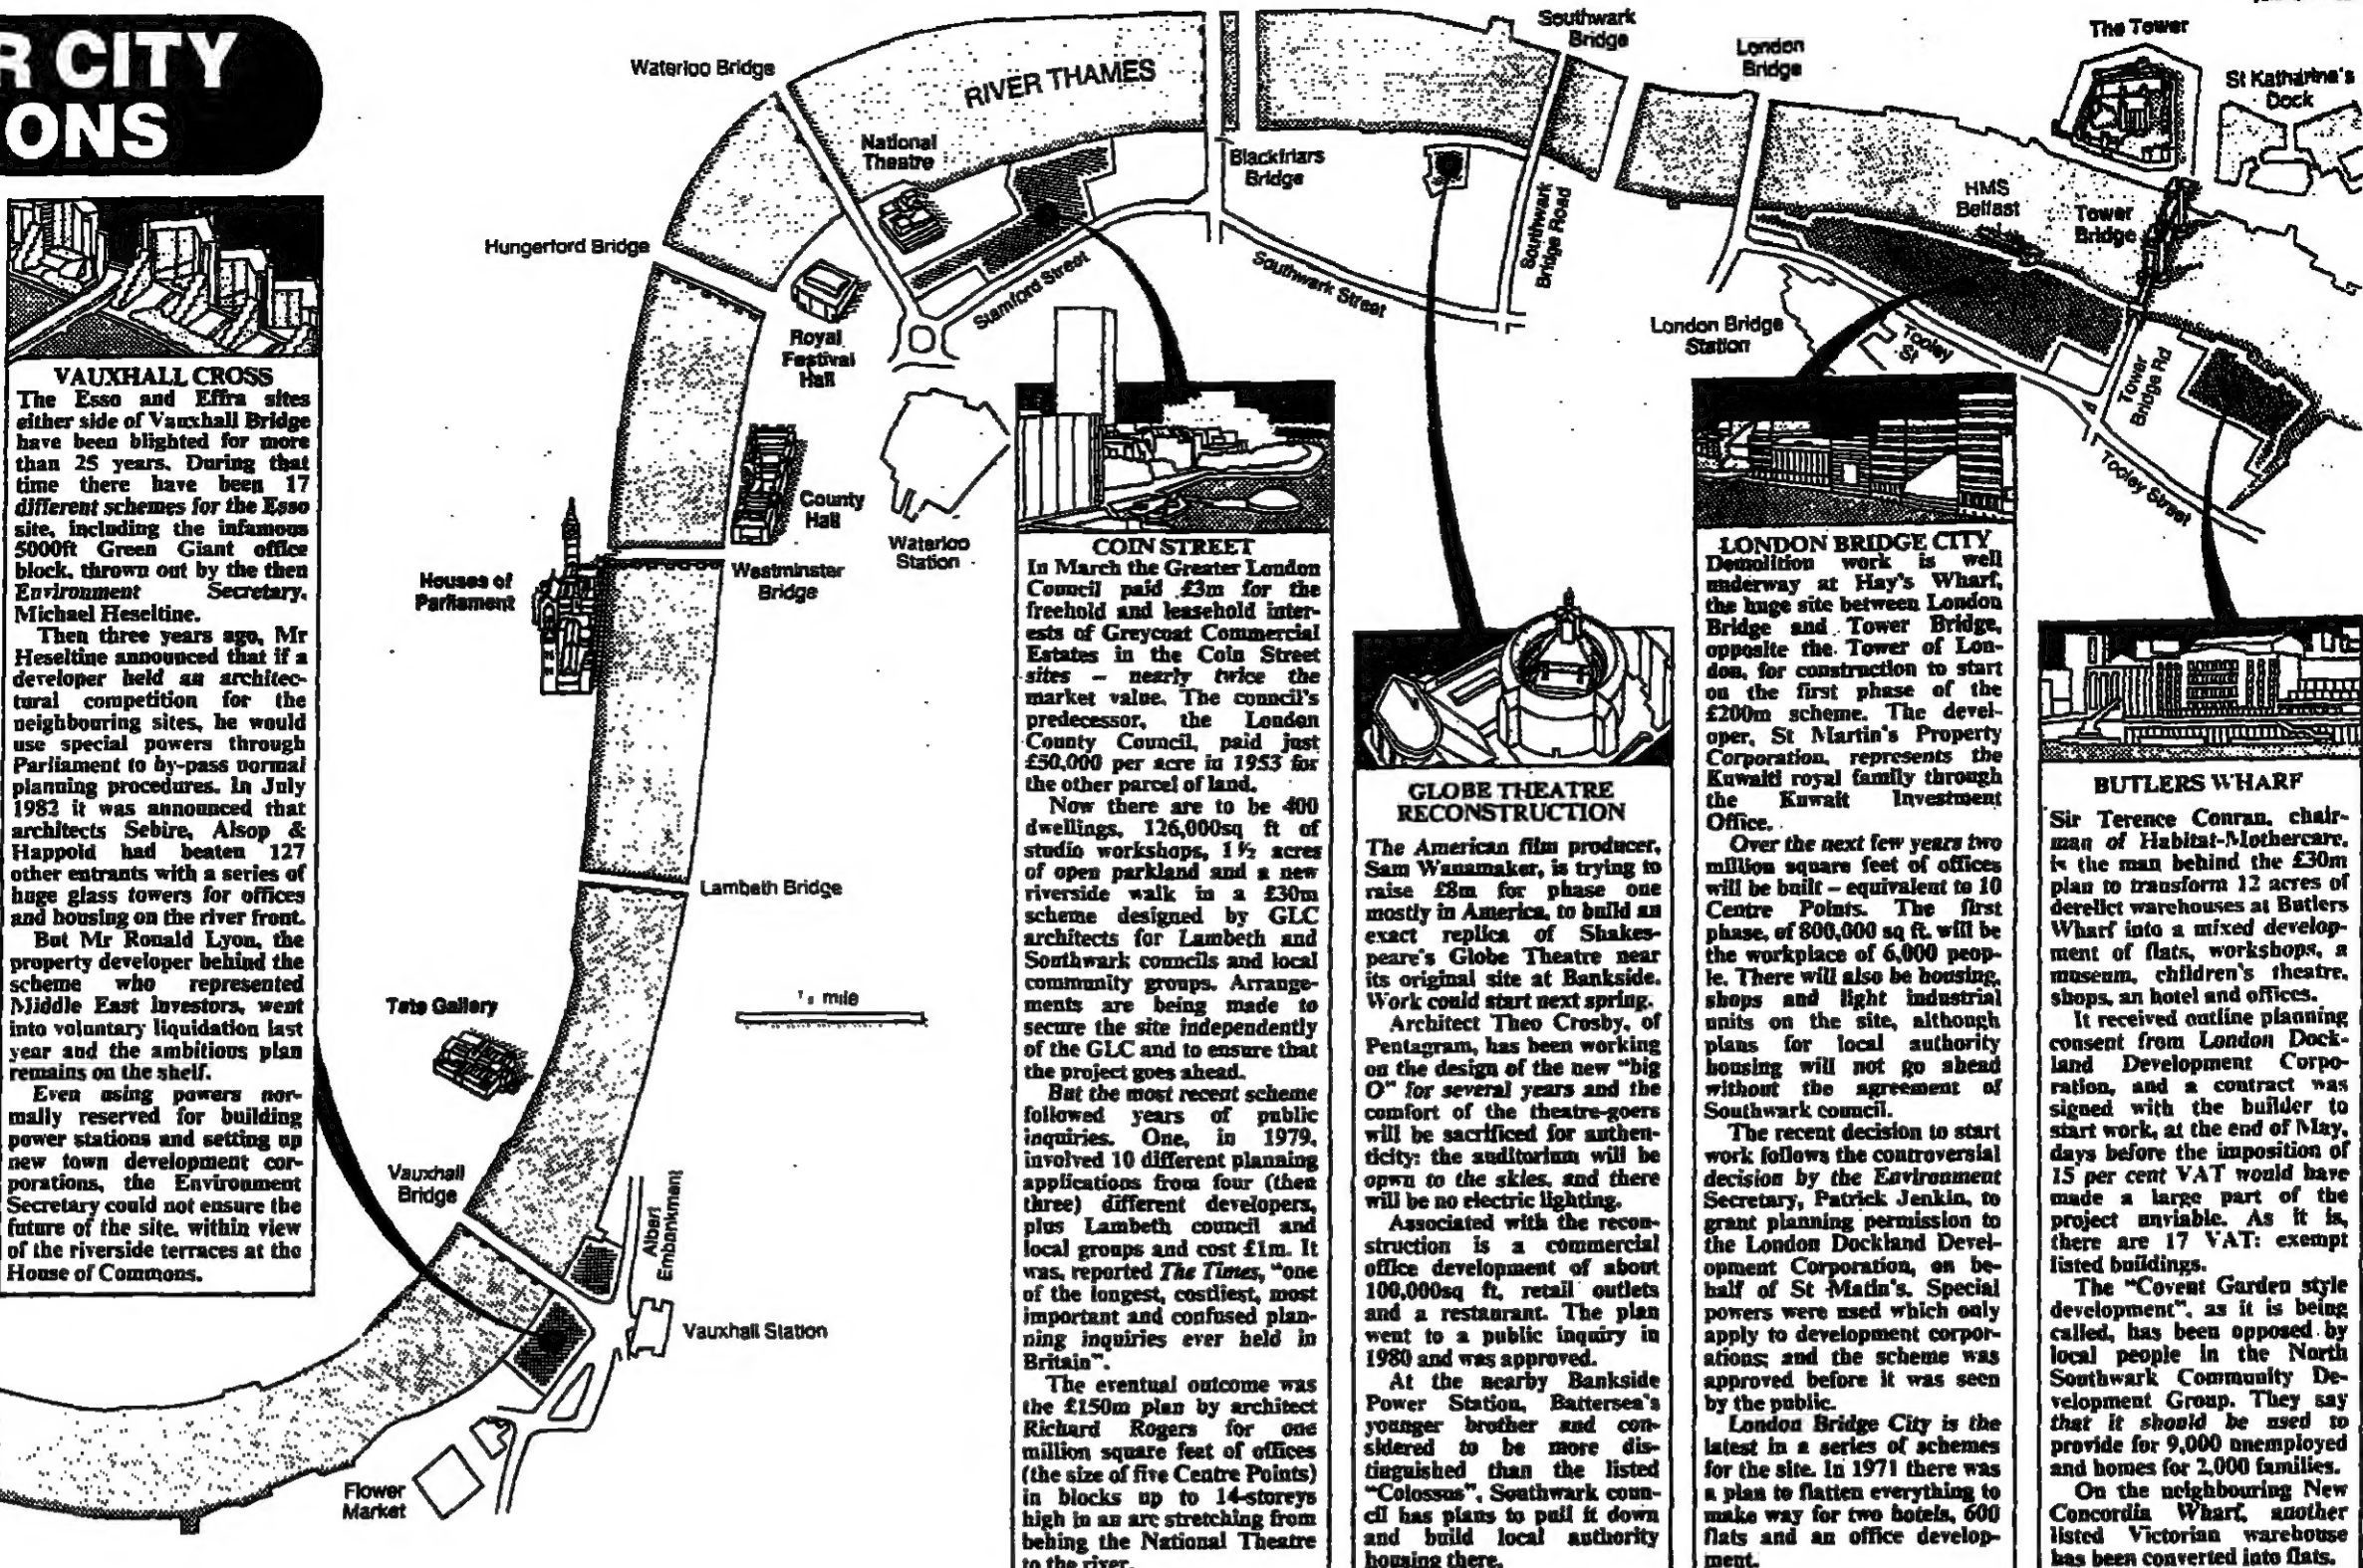 R CITY
ONS
Waterloo Bridge
RIVER THAMES
Southwark
Bridge
London
Bridge
The Tower
St Katharine's
Dock
National
Theatre
Blackfriars
Bridge
HMS
Belfast
Tower
Bridge
Hungerford Bridge
Stamford Street
Southwark Street
Southwark
Bridge Road
Royal
Festival
Hall
London Bridge
Station
Tooley
St
Tower
Bridge Rd
Tooley Street
County
Hall
Waterloo
Station
Houses of
Parliament
Westminster
Bridge
Lambeth Bridge
mile
Tate Gallery
Vauxhall
Bridge
Albert
Embankment
Vauxhall Station
Flower
Market
VAUXHALL CROSS
The Esso and Effra sites
either side of Vauxhall Bridge
have been blighted for more
than 25 years. During that
time there have been 17
different schemes for the Esso
site, including the infamous
5000ft Green Giant office
block, thrown out by the then
Environment Secretary,
Michael Heseltine.
Then three years ago, Mr
Heseltine announced that if a
developer held an architec-
tural competition for the
neighbouring sites, he would
use special powers through
Parliament to by-pass normal
planning procedures. In July
1982 it was announced that
architects Sebire, Alsop &
Happold had beaten 127
other entrants with a series of
huge glass towers for offices
and housing on the river front.
But Mr Ronald Lyon, the
property developer behind the
scheme who represented
Middle East investors, went
into voluntary liquidation last
year and the ambitious plan
remains on the shelf.
Even using powers nor-
mally reserved for building
power stations and setting up
new town development cor-
porations, the Environment
Secretary could not ensure the
future of the site, within view
of the riverside terraces at the
House of Commons.
COIN STREET
In March the Greater London
Council paid £3m for the
freehold and leasehold inter-
ests of Greycoat Commercial
Estates in the Coin Street
sites – nearly twice the
market value. The council's
predecessor, the London
County Council, paid just
£50,000 per acre in 1953 for
the other parcel of land.
Now there are to be 400
dwellings, 126,000sq ft of
studio workshops, 1½ acres
of open parkland and a new
riverside walk in a £30m
scheme designed by GLC
architects for Lambeth and
Southwark councils and local
community groups. Arrange-
ments are being made to
secure the site independently
of the GLC and to ensure that
the project goes ahead.
But the most recent scheme
followed years of public
inquiries. One, in 1979,
involved 10 different planning
applications from four (then
three) different developers,
plus Lambeth council and
local groups and cost £1m. It
was, reported The Times, "one
of the longest, costliest, most
important and confused plan-
ning inquiries ever held in
Britain".
The eventual outcome was
the £150m plan by architect
Richard Rogers for one
million square feet of offices
(the size of five Centre Points)
in blocks up to 14-storeys
high in an arc stretching from
behing the National Theatre
to the river.
GLOBE THEATRE
RECONSTRUCTION
The American film producer,
Sam Wanamaker, is trying to
raise £8m for phase one
mostly in America, to build an
exact replica of Shakes-
peare's Globe Theatre near
its original site at Bankside.
Work could start next spring.
Architect Theo Crosby, of
Pentagram, has been working
on the design of the new "big
O" for several years and the
comfort of the theatre-goers
will be sacrificed for authen-
ticity: the auditorium will be
opwn to the skies, and there
will be no electric lighting.
Associated with the recon-
struction is a commercial
office development of about
100,000sq ft, retail outlets
and a restaurant. The plan
went to a public inquiry in
1980 and was approved.
At the nearby Bankside
Power Station, Battersea's
younger brother and con-
sidered to be more dis-
tinguished than the listed
"Colossus", Southwark coun-
cil has plans to pull it down
and build local authority
housing there.
LONDON BRIDGE CITY
Demolition work is well
underway at Hay's Wharf,
the huge site between London
Bridge and Tower Bridge,
opposite the Tower of Lon-
don, for construction to start
on the first phase of the
£200m scheme. The devel-
oper, St Martin's Property
Corporation, represents the
Kuwaiti royal family through
the Kuwait Investment
Office.
Over the next few years two
million square feet of offices
will be built – equivalent to 10
Centre Points. The first
phase, of 800,000 sq ft. will be
the workplace of 6,000 peop-
le. There will also be housing,
shops and light industrial
units on the site, although
plans for local authority
housing will not go ahead
without the agreement of
Southwark council.
The recent decision to start
work follows the controversial
decision by the Environment
Secretary, Patrick Jenkin, to
grant planning permission to
the London Dockland Devel-
opment Corporation, on be-
half of St Matin's. Special
powers were used which only
apply to development corpor-
ations; and the scheme was
approved before it was seen
by the public.
London Bridge City is the
latest in a series of schemes
for the site. In 1971 there was
a plan to flatten everything to
make way for two hotels, 600
flats and an office develop-
ment.
BUTLERS WHARF
Sir Terence Conran, chair-
man of Habitat-Mothercare,
is the man behind the £30m
plan to transform 12 acres of
derelict warehouses at Butlers
Wharf into a mixed develop-
ment of flats, workshops, a
museum, children's theatre,
shops, an hotel and offices.
It received outline planning
consent from London Dock-
land Development Corpo-
ration, and a contract was
signed with the builder to
start work, at the end of May,
days before the imposition of
15 per cent VAT would have
made a large part of the
project unviable. As it is,
there are 17 VAT: exempt
listed buildings.
The "Covent Garden style
development", as it is being
called, has been opposed by
local people in the North
Southwark Community De-
velopment Group. They say
that it should be used to
provide for 9,000 unemployed
and homes for 2,000 families.
On the neighbouring New
Concordia Wharf, another
listed Victorian warehouse
has been converted into flats.